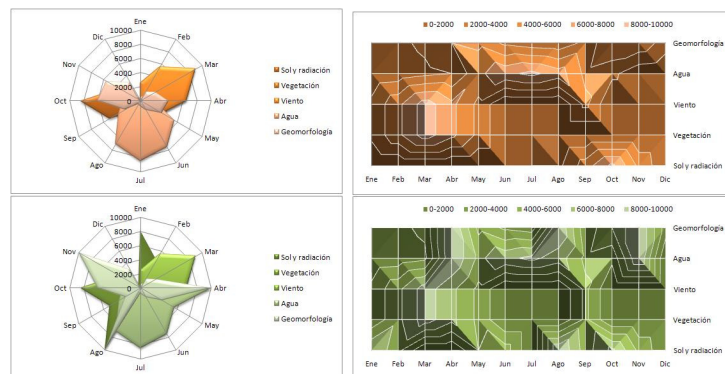 Ene
Feb
Mar
Abr
May
Jun
Jul
Ago
Sep
Oct
Nov
Dic
10000
8000
6000
4000
2000
0
Sol y radiación
Vegetación
Viento
Agua
Geomorfología
0-2000 2000-4000 4000-6000 6000-8000 8000-10000
Geomorfología
Agua
Viento
Vegetación
Sol y radiación
Ene Feb Mar Abr May Jun Jul Ago Sep Oct Nov Dic
Ene
Feb
Mar
Abr
May
Jun
Jul
Ago
Sep
Oct
Nov
Dic
10000
8000
6000
4000
2000
0
Sol y radiación
Vegetación
Viento
Agua
Geomorfología
0-2000 2000-4000 4000-6000 6000-8000 8000-10000
Geomorfología
Agua
Viento
Vegetación
Sol y radiación
Ene Feb Mar Abr May Jun Jul Ago Sep Oct Nov Dic